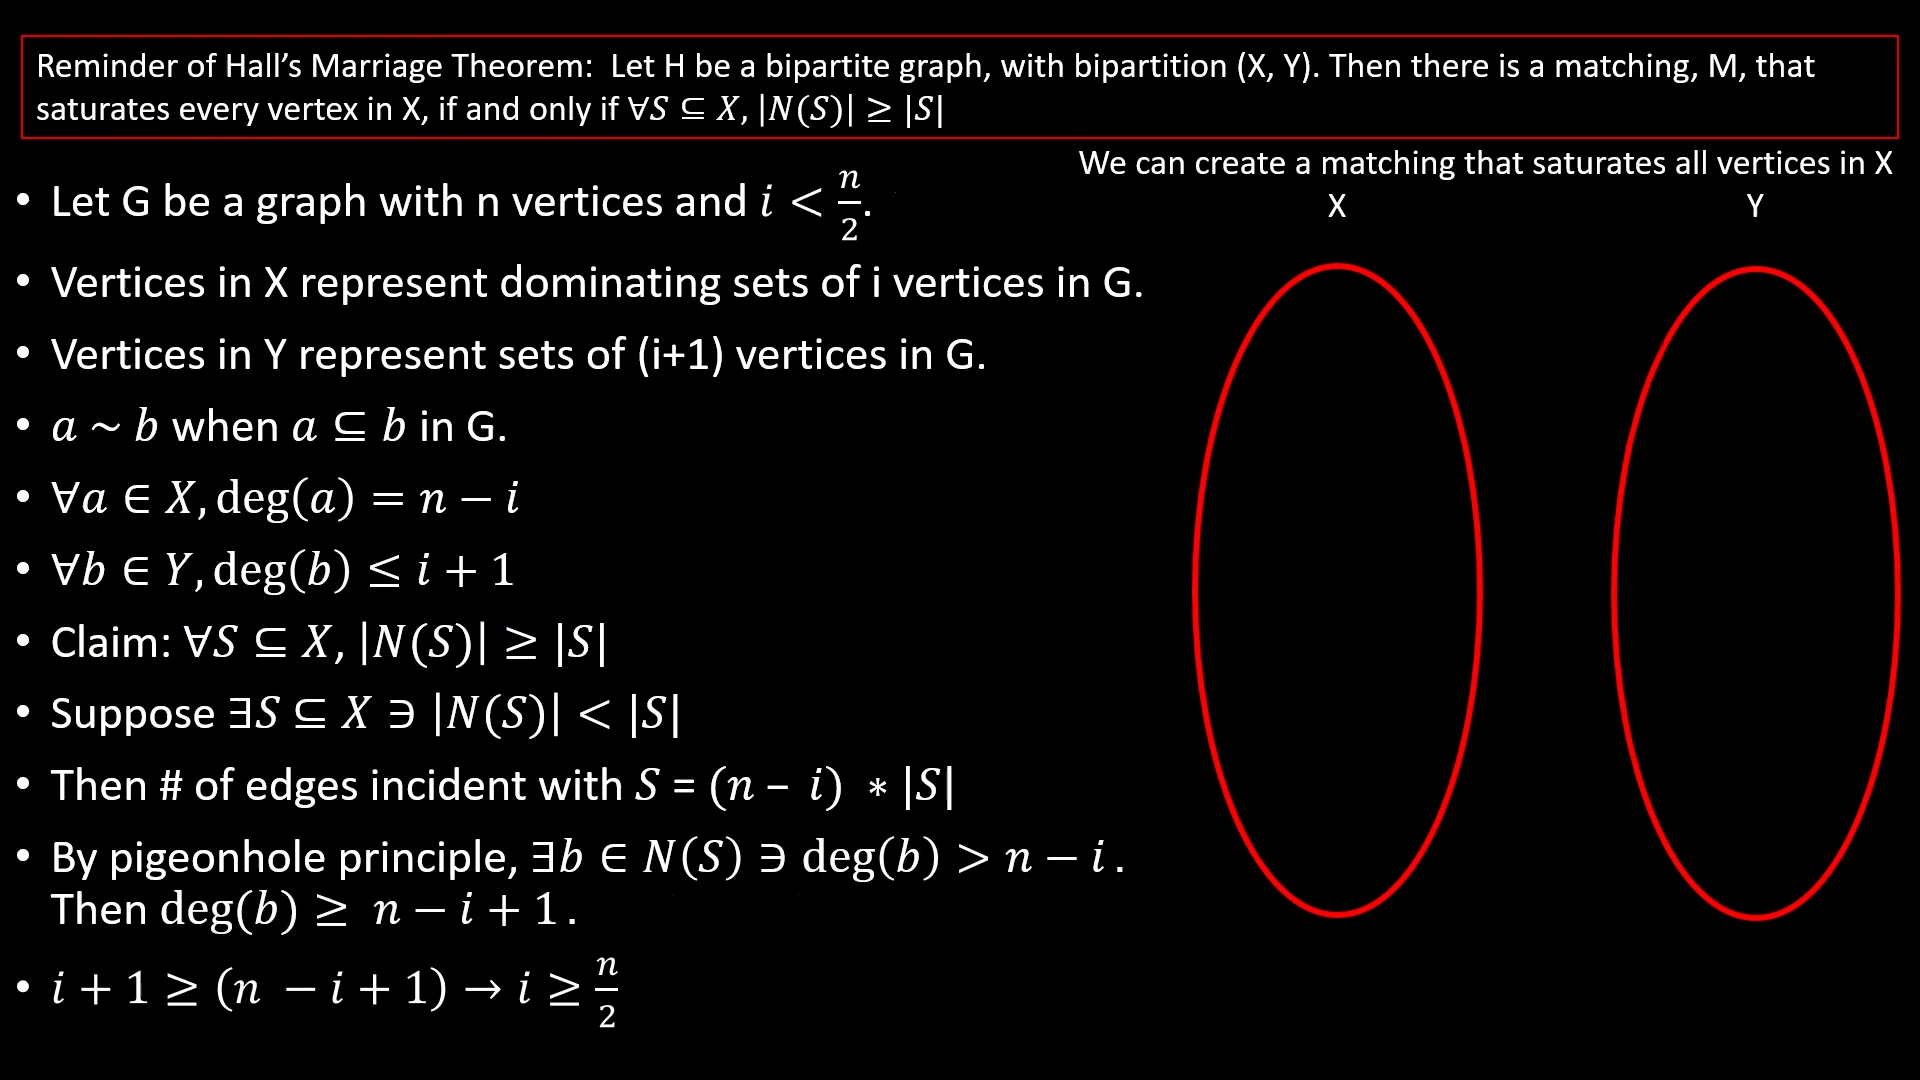 Reminder of Hall’s Marriage Theorem:  Let H be a bipartite graph, with bipartition (X, Y). Then there is a matching, M, that
saturates every vertex in X, if and only if ∀S ⊆ X, |N(S)| ≥ |S|
We can create a matching that saturates all vertices in X
X
Y
• Let G be a graph with n vertices and i < n/2.
• Vertices in X represent dominating sets of i vertices in G.
• Vertices in Y represent sets of (i+1) vertices in G.
• a ~ b when a ⊆ b in G.
• ∀a ∈ X, deg(a) = n − i
• ∀b ∈ Y, deg(b) ≤ i + 1
• Claim: ∀S ⊆ X, |N(S)| ≥ |S|
• Suppose ∃S ⊆ X ∋ |N(S)| < |S|
• Then # of edges incident with S = (n – i) ∗ |S|
• By pigeonhole principle, ∃b ∈ N(S) ∋ deg(b) > n − i .
Then deg(b) ≥ n − i + 1 .
• i + 1 ≥ (n − i + 1) → i ≥ n/2